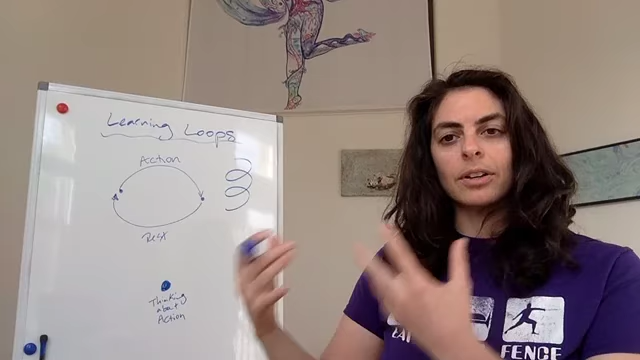 Learning Loops
Action
Rest
Thinking
about
Action
FENCE